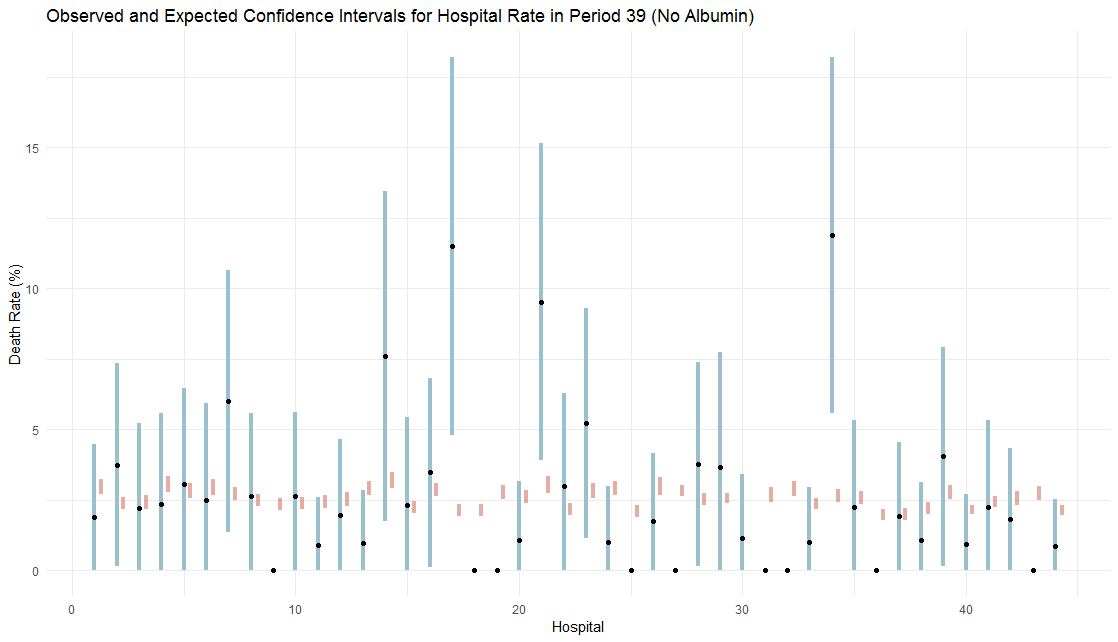 Observed and Expected Confidence Intervals for Hospital Rate in Period 39 (No Albumin)
Death Rate (%)
15
10
5
0
0 10 20 30 40
Hospital